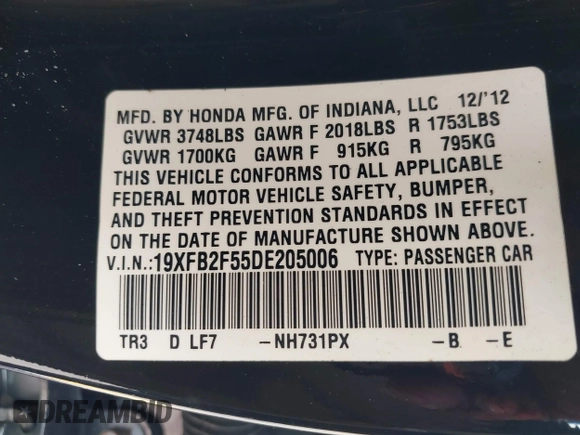 MFD. BY HONDA MFG. OF INDIANA, LLC 12/'12
GVWR 3748LBS GAWR F 2018LBS R 1753LBS
GVWR 1700KG GAWR F 915KG R 795KG
THIS VEHICLE CONFORMS TO ALL APPLICABLE
FEDERAL MOTOR VEHICLE SAFETY, BUMPER,
AND THEFT PREVENTION STANDARDS IN EFFECT
ON THE DATE OF MANUFACTURE SHOWN ABOVE.
V.I.N.:19XFB2F55DE205006 TYPE: PASSENGER CAR
TR3 D LF7 -NH731PX -B -E
DREAMBID